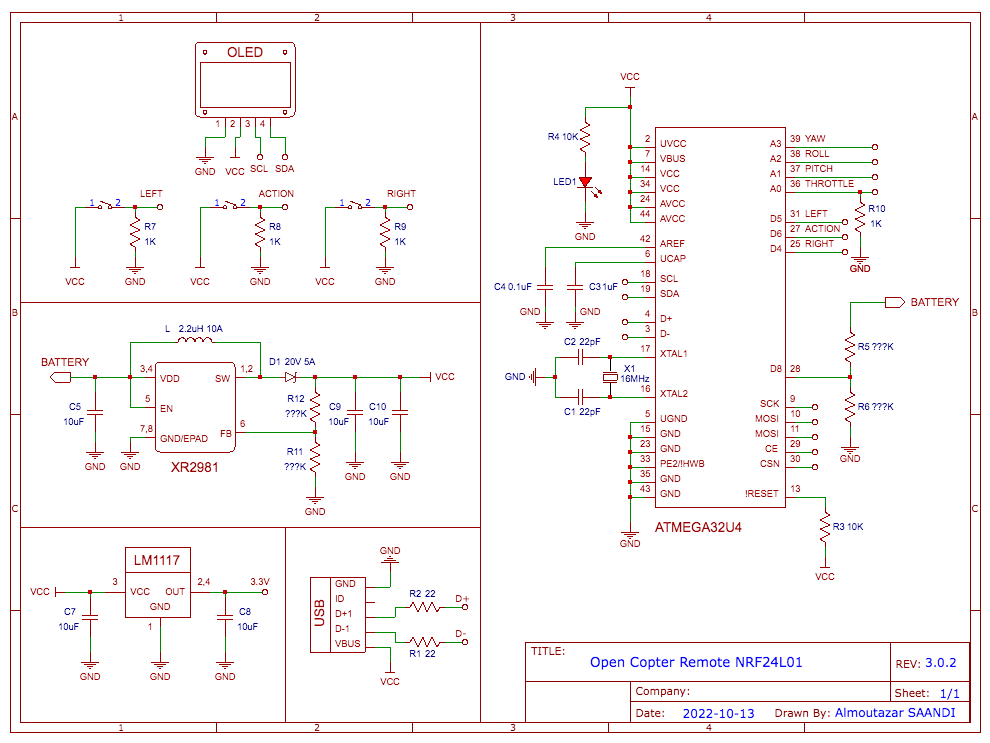 1 2 3 4
A
B
C
A
B
C
1 2 3 4
OLED
1 2 3 4
GND VCC SCL SDA
LEFT
1 2
R7
1K
VCC GND
ACTION
1 2
R8
1K
VCC GND
RIGHT
1 2
R9
1K
VCC GND
L 2.2uH 10A
BATTERY
D1 20V 5A
3,4 VDD SW 1,2
VCC
5 EN
7,8 GND/EPAD FB 6
C5
10uF
R12
???K
C9
10uF
C10
10uF
R11
???K
XR2981
GND GND GND GND
GND
LM1117
VCC 3 VCC OUT 2,4 3.3V
GND
1
C7
10uF
C8
10uF
GND GND GND
USB
GND
ID
D+1
D-1
VBUS
GND
R2 22 D+
D-
R1 22
VCC
VCC
R4 10K
LED1
GND
2 UVCC
7 VBUS
14 VCC
34 VCC
24 AVCC
44 AVCC
42 AREF
6 UCAP
18 SCL
19 SDA
4 D+
3 D-
17 XTAL1
16 XTAL2
5 UGND
15 GND
23 GND
33 PE2/!HWB
35 GND
43 GND
C4 0.1uF
C3 1uF
GND GND
C2 22pF
GND
X1
16MHz
C1 22pF
GND
A3 39 YAW
A2 38 ROLL
A1 37 PITCH
A0 36 THROTTLE
D5 31 LEFT
D6 27 ACTION
D4 25 RIGHT
R10
1K
GND
BATTERY
R5 ???K
D8 28
R6 ???K
GND
SCK 9
MOSI 10
MOSI 11
CE 29
CSN 30
!RESET 13
R3 10K
VCC
ATMEGA32U4
TITLE:
Open Copter Remote NRF24L01
REV: 3.0.2
Company:
Sheet: 1/1
Date: 2022-10-13 Drawn By: Almoutazar SAANDI